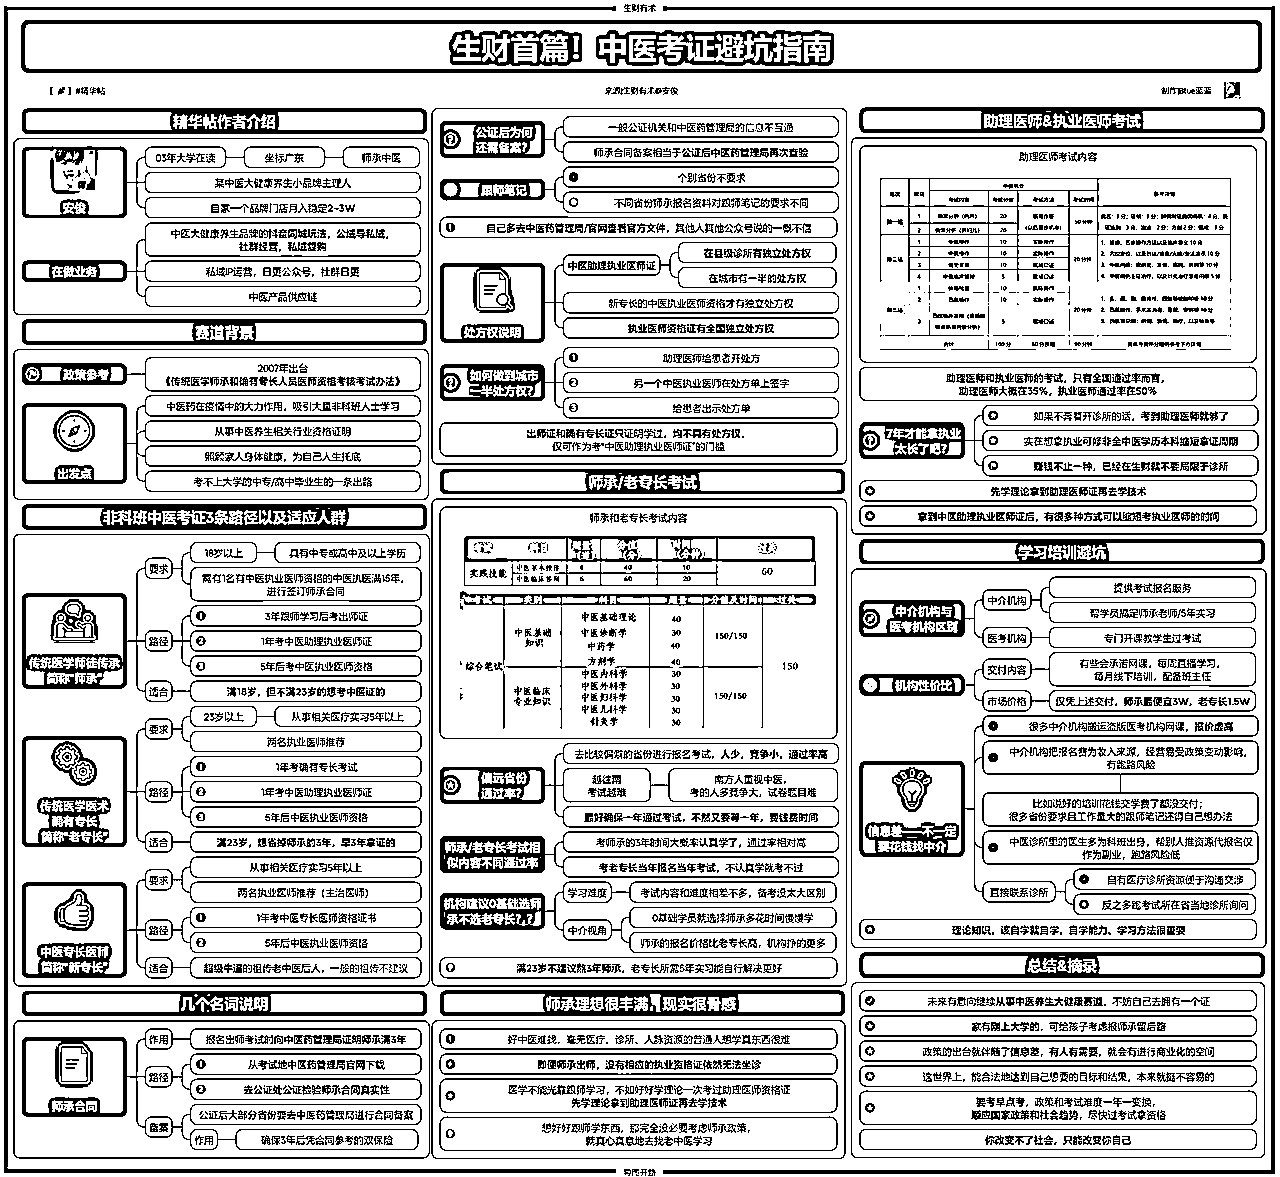 生财有术
生财首篇！中医考证避坑指南
【 】#精华帖
来源|生财有术@安俊
精华帖作者介绍
03年大学在读
坐标广东
师承中医
某中医大健康养生小品牌主理人
自家一个品牌门店月入稳定2-3W
在做业务
中医大健康养生品牌的抖音同城玩法，公域导私域，
社群经营，私域复购
私域IP运营，日更公众号，社群日更
中医产品供应链
赛道背景
政策参考
2007年出台
《传统医学师承和确有专长人员医师资格考核考试办法》
出发点
中医药在疫情中的大力作用，吸引大量非科班人士学习
从事中医养生相关行业资格证明
照顾家人身体健康，为自己人生托底
考不上大学的中专/高中毕业生的一条出路
非科班中医考证3条路径以及适应人群
传统医学师徒传承
简称“师承”
要求
18岁以上
具有中专或高中及以上学历
需有1名有中医执业医师资格的中医执医满15年，
进行签订师承合同
路径
1 3年跟师学习后考出师证
2 1年考中医助理执业医师证
3 5年后考中医执业医师资格
适合
满18岁，但不满23岁的想考中医证的
传统医学医术
确有专长
简称“老专长”
要求
23岁以上
从事相关医疗实习5年以上
两名执业医师推荐
路径
1 1年考确有专长考试
2 1年考中医助理执业医师证
3 5年后中医执业医师资格
适合
满23岁，想省掉师承的3年，早3年拿证的
中医专长医师
简称“新专长”
要求
从事相关医疗实习5年以上
两名执业医师推荐（主治医师）
路径
1 1年考中医专长医师资格证书
2 5年后中医执业医师资格
适合
超级牛逼的祖传老中医后人，一般的祖传不建议
几个名词说明
师承合同
作用
报名出师考试时向中医药管理局证明师承满3年
路径
1 从考试地中医药管理局官网下载
2 去公证处公证检验师承合同真实性
备案
公证后大部分省份要去中医药管理局进行合同备案
作用
确保3年后凭合同参考的双保险
公证后为何
还需备案？
一般公证机关和中医药管理局的信息不互通
师承合同备案相当于公证后中医药管理局再次查验
跟师笔记
个别省份不要求
不同省份师承报名资料对跟师笔记的要求不同
自己多去中医药管理局/官网查看官方文件，其他人其他公众号说的一概不信
处方权说明
中医助理执业医师证
在县级诊所有独立处方权
在城市有一半的处方权
新专长的中医执业医师资格才有独立处方权
执业医师资格证有全国独立处方权
如何做到城市
一半处方权？
1 助理医师给患者开处方
2 另一个中医执业医师在处方单上签字
3 给患者出示处方单
出师证和确有专长证只证明学过，均不具有处方权，
仅可作为考“中医助理执业医师证”的门槛
师承/老专长考试
师承和老专长考试内容
实践技能
60
综合笔试
中医基础
知识
中医基础理论 40
中医诊断学 30
中药学 40
方剂学 40
150/150
中医临床
专业知识
中医内科学 30
中医外科学 30
中医妇科学 30
中医儿科学 30
针灸学 30
150/150
150
偏远省份
通过率？
去比较偏僻的省份进行报名考试，人少，竞争小，通过率高
越往南
考试越难
南方人重视中医，
考的人多竞争大，试卷题目难
最好确保一年通过考试，不然又要等一年，要钱费时间
师承/老专长考试相
似内容不同通过率
考师承的3年时间大概率认真学了，通过率相对高
考老专长当年报名当年考试，不认真学就考不过
机构建议0基础选师
承不选老专长？？
学习难度
考试内容和难度相差不多，备考没太大区别
中介视角
0基础学员就选择师承多花时间慢慢学
师承的报名价格比老专长高，机构挣的更多
满23岁不建议熬3年师承，老专长所需5年实习能自行解决更好
师承理想很丰满，现实很骨感
好中医难找，毫无医疗、诊所、人脉资源的普通人想学真东西很难
即便师承出师，没有相应的执业资格证依然无法坐诊
医学不能光靠跟师学习，不如好好学理论一次考过助理医师资格证
先学理论拿到助理医师证再去学技术
想好好跟师学东西，那完全没必要考虑师承政策，
就真心真意地去找老中医学习
助理医师&执业医师考试
助理医师考试内容
助理医师和执业医师的考试，只有全国通过率而言，
助理医师大概在35%，执业医师通过率在50%
7年才能拿执业
太长了吧？
如果不奔着开诊所的话，考到助理医师就够了
实在想拿执业可修非全中医学历本科缩短拿证周期
赚钱不止一种，已经在生财就不要局限于诊所
先学理论拿到助理医师证再去学技术
拿到中医助理执业医师证后，有很多种方式可以缩短考执业医师的时间
学习培训避坑
中介机构与
医考机构区别
中介机构
提供考试报名服务
帮学员搞定师承老师/5年实习
医考机构
专门开课教学生过考试
机构性价比
交付内容
有些会承诺网课，每周直播学习，
每月线下培训，配备班主任
市场价格
仅凭上述交付，师承最便宜3W，老专长1.5W
信息差——不一定
要花钱找中介
很多中介机构搬运盗版医考机构网课，报价虚高
中介机构把报名费为收入来源，经营易受政策变动影响，
有跑路风险
比如说好的培训花钱交学费了都没交付；
很多省份要求且工作量大的跟师笔记还得自己想办法
中医诊所里的医生多为科班出身，帮别人推资源代报名仅
作为副业，跑路风险低
直接联系诊所
自有医疗诊所资源便于沟通交涉
反之多跑考试所在省当地诊所询问
理论知识，该自学就自学，自学能力、学习方法很重要
总结&摘录
未来有意向继续从事中医养生大健康赛道，不妨自己去拥有一个证
家有刚上大学的，可给孩子考虑报师承留后路
政策的出台就伴随了信息差，有人有需要，就会有进行商业化的空间
这世上，能合法地达到自己想要的目标和结果，本来就挺不容易的
要考早点考，政策和考试难度一年一变换，
顺应国家政策和社会趋势，尽快过考试拿资格
你改变不了社会，只能改变你自己